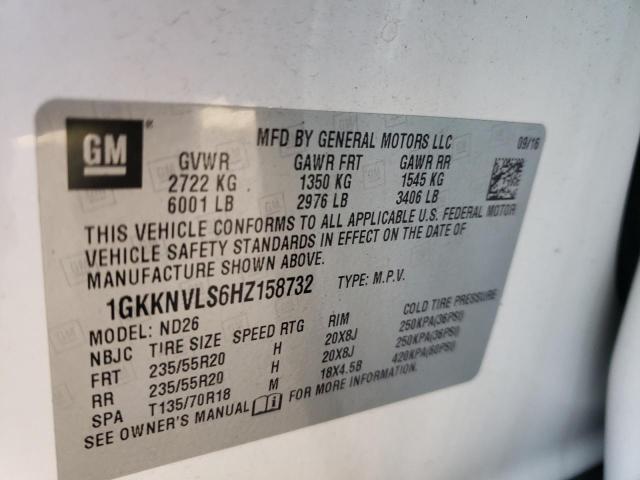 GM
MFD BY GENERAL MOTORS LLC 09/16
GVWR GAWR FRT GAWR RR
2722 KG 1350 KG 1545 KG
6001 LB 2976 LB 3406 LB
THIS VEHICLE CONFORMS TO ALL APPLICABLE U.S. FEDERAL MOTOR
VEHICLE SAFETY STANDARDS IN EFFECT ON THE DATE OF
MANUFACTURE SHOWN ABOVE.
1GKKNVLS6HZ158732 TYPE: M.P.V.
MODEL: ND26
NBJC TIRE SIZE SPEED RTG RIM COLD TIRE PRESSURE
FRT 235/55R20 H 20X8J 250KPA(36PSI)
RR 235/55R20 H 20X8J 250KPA(36PSI)
SPA T135/70R18 M 18X4.5B 420KPA(60PSI)
SEE OWNER'S MANUAL i FOR MORE INFORMATION.